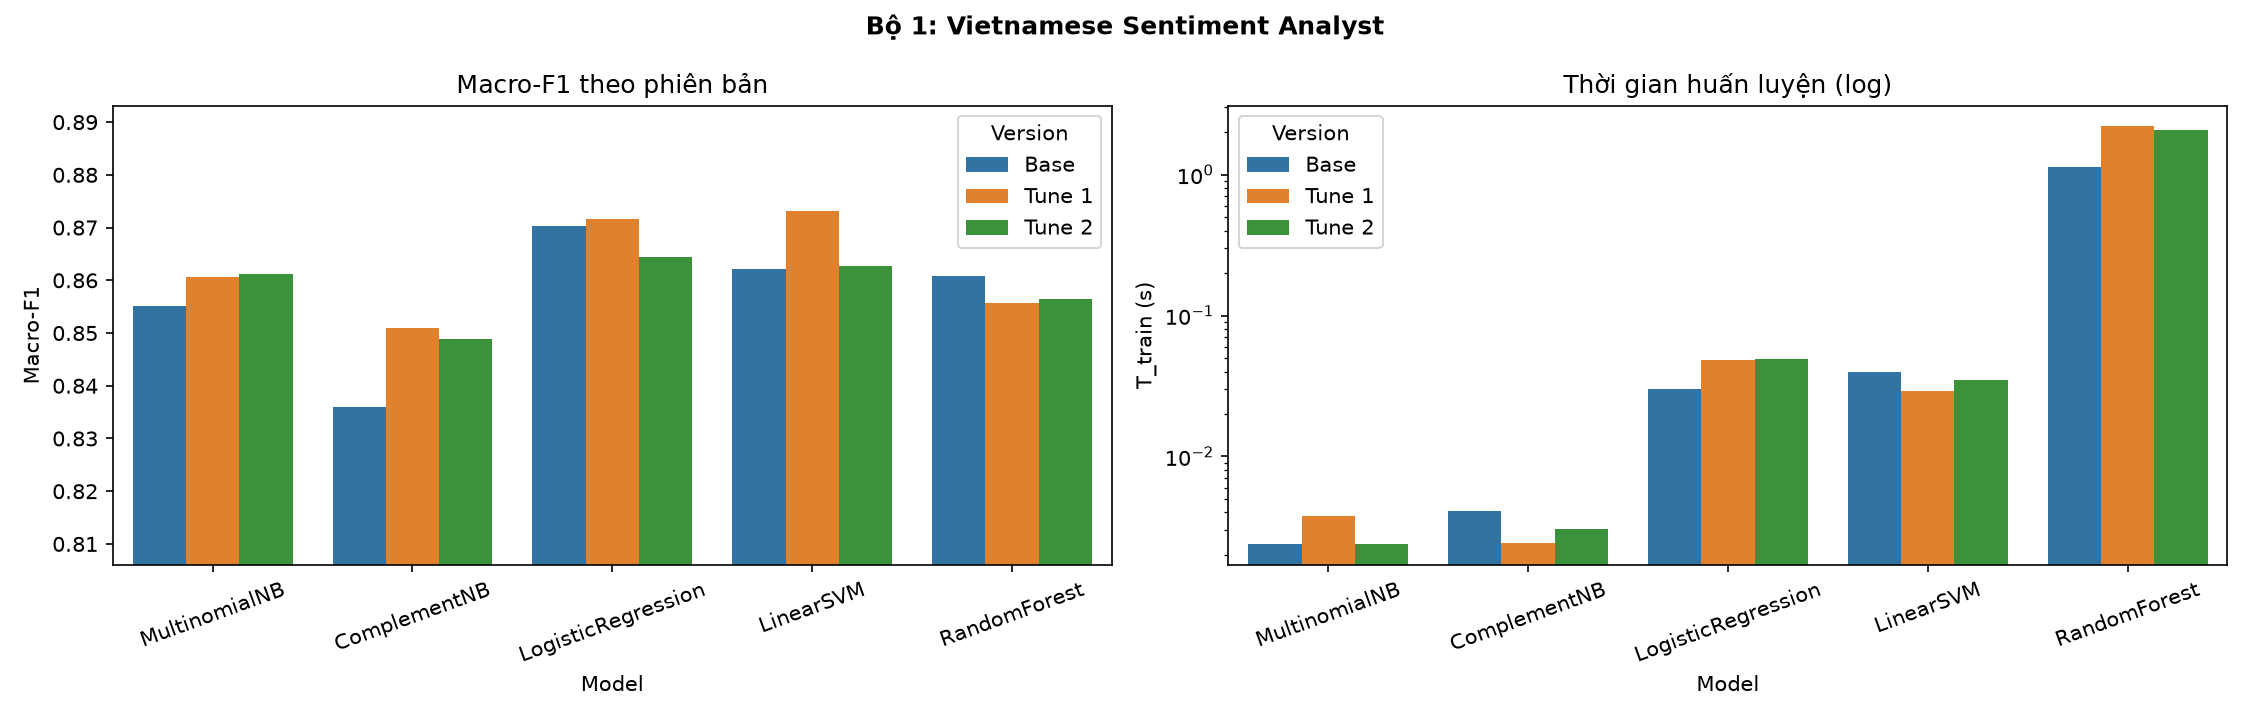 Bộ 1: Vietnamese Sentiment Analyst
Macro-F1 theo phiên bản
Macro-F1
0.89
0.88
0.87
0.86
0.85
0.84
0.83
0.82
0.81
Version
Base
Tune 1
Tune 2
MultinomialNB
ComplementNB
LogisticRegression
LinearSVM
RandomForest
Model
Thời gian huấn luyện (log)
T_train (s)
10⁰
10⁻¹
10⁻²
Version
Base
Tune 1
Tune 2
MultinomialNB
ComplementNB
LogisticRegression
LinearSVM
RandomForest
Model